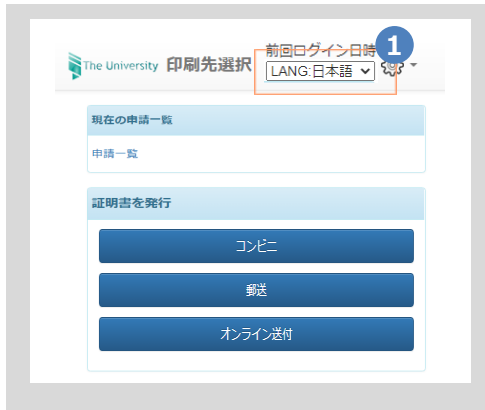 前回ログイン日時
1
The University 印刷先選択 LANG:日本語
現在の申請一覧
申請一覧
証明書を発行
コンビニ
郵送
オンライン送付